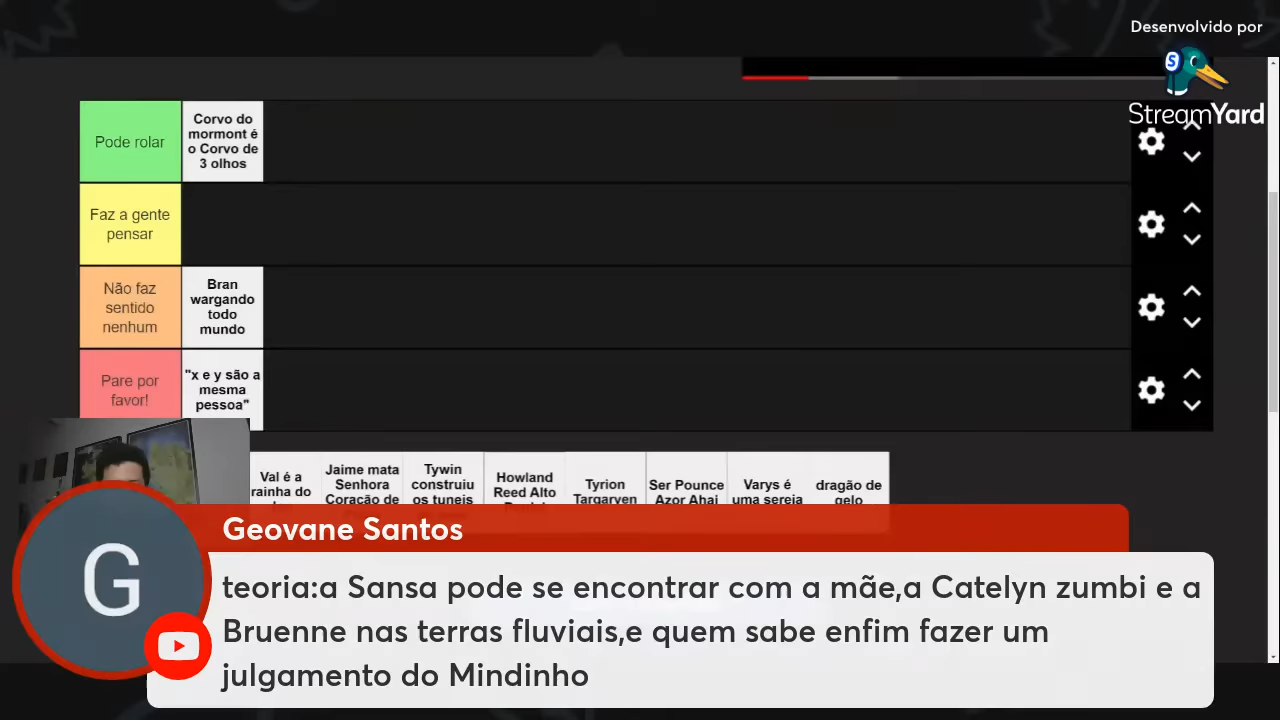 Desenvolvido por
StreamYard
Pode rolar
Corvo do
mormont é
o Corvo de
3 olhos
Faz a gente
pensar
Não faz
sentido
nenhum
Bran
wargando
todo
mundo
Pare por
favor!
"x e y são a
mesma
pessoa"
Val é a
rainha do
Jaime mata
Senhora
Coração de
Tywin
construiu
os tuneis
Howland
Reed Alto
Tyrion
Targaryen
Ser Pounce
Azor Ahai
Varys é
uma sereia
dragão de
gelo
G
Geovane Santos
teoria:a Sansa pode se encontrar com a mãe,a Catelyn zumbi e a
Bruenne nas terras fluviais,e quem sabe enfim fazer um
julgamento do Mindinho